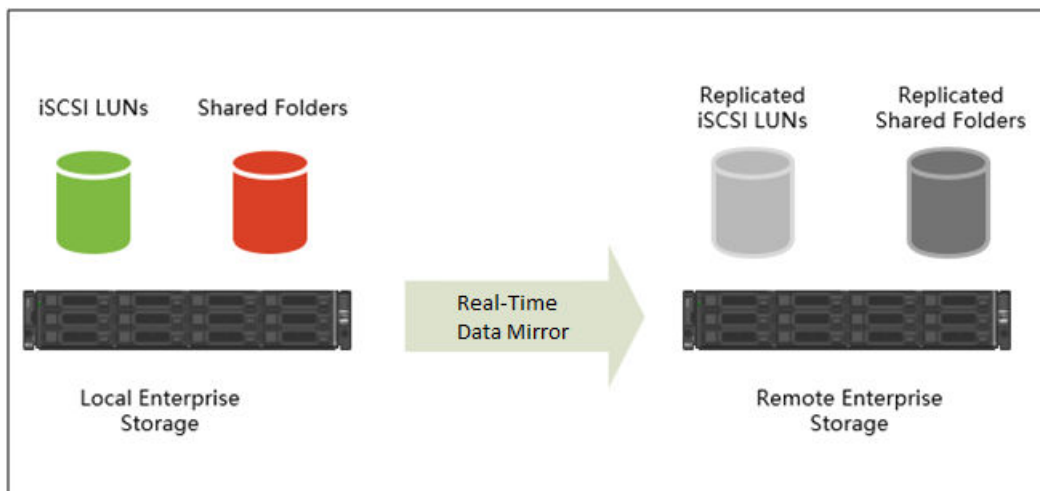 iSCSI LUNs
Shared Folders
Replicated
iSCSI LUNs
Replicated
Shared Folders
Real-Time
Data Mirror
Local Enterprise
Storage
Remote Enterprise
Storage